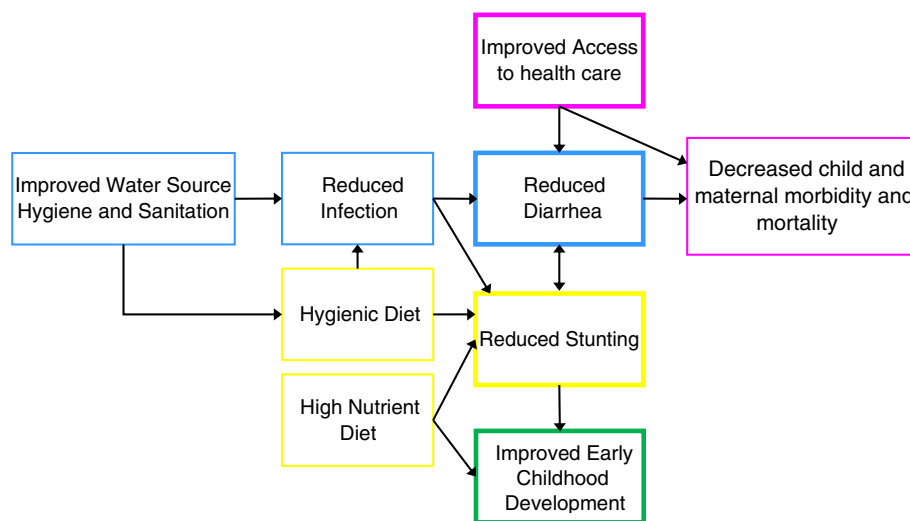 Improved Access
to health care
Improved Water Source
Hygiene and Sanitation
Reduced
Infection
Reduced
Diarrhea
Decreased child and
maternal morbidity and
mortality
Hygienic Diet
Reduced Stunting
High Nutrient
Diet
Improved Early
Childhood
Development